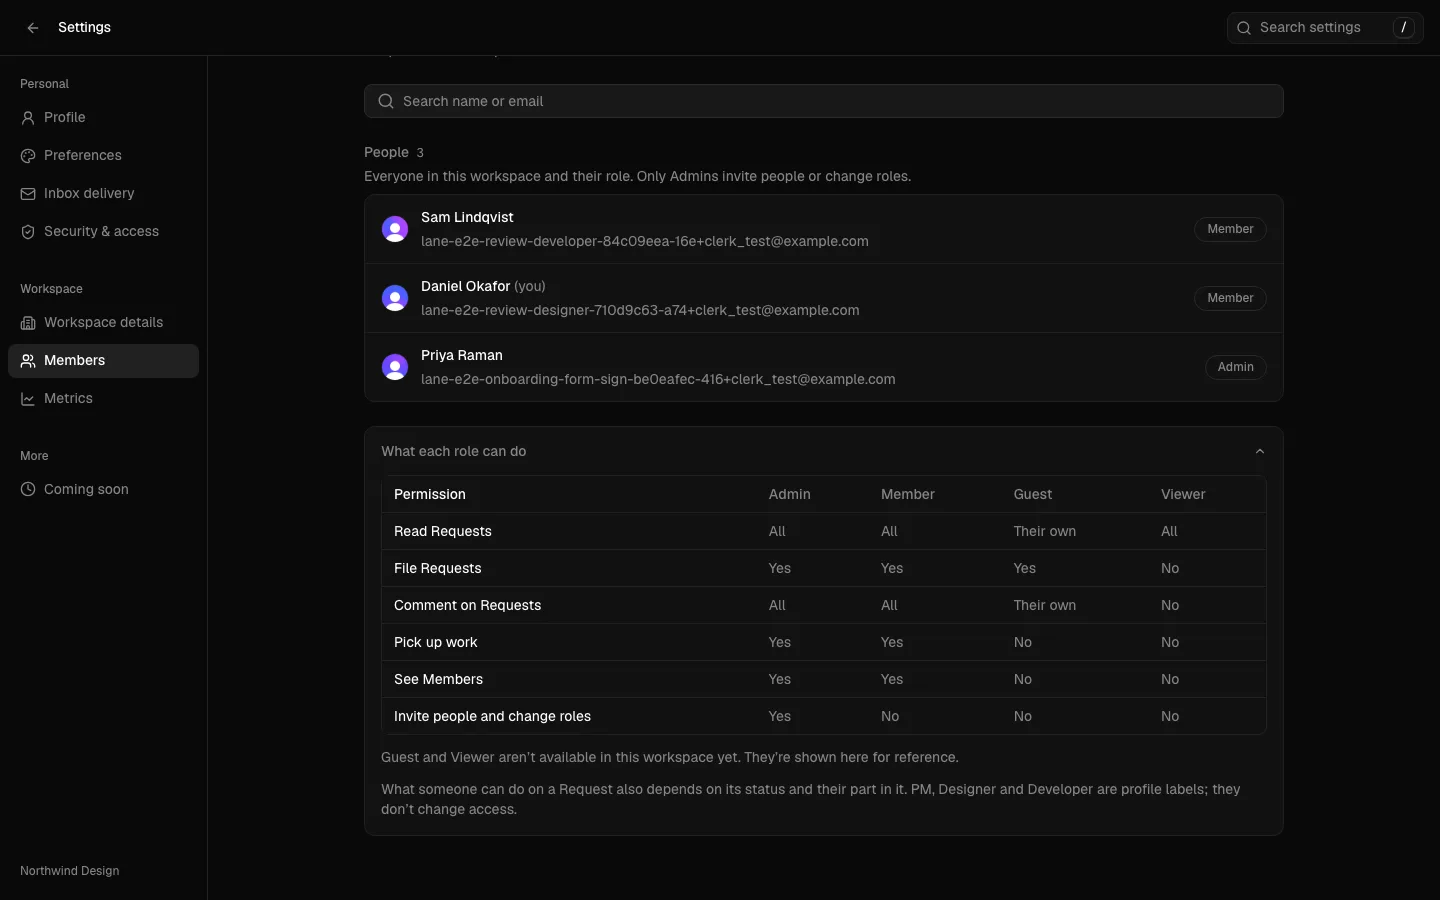 Settings
Search settings
/
Personal
Profile
Preferences
Inbox delivery
Security & access
Workspace
Workspace details
Members
Metrics
More
Coming soon
Northwind Design
Search name or email
People 3
Everyone in this workspace and their role. Only Admins invite people or change roles.
Sam Lindqvist
lane-e2e-review-developer-84c09eea-16e+clerk_test@example.com
Member
Daniel Okafor (you)
lane-e2e-review-designer-710d9c63-a74+clerk_test@example.com
Member
Priya Raman
lane-e2e-onboarding-form-sign-be0eafec-416+clerk_test@example.com
Admin
What each role can do
Permission Admin Member Guest Viewer
Read Requests All All Their own All
File Requests Yes Yes Yes No
Comment on Requests All All Their own No
Pick up work Yes Yes No No
See Members Yes Yes No No
Invite people and change roles Yes No No No
Guest and Viewer aren’t available in this workspace yet. They’re shown here for reference.
What someone can do on a Request also depends on its status and their part in it. PM, Designer and Developer are profile labels; they
don’t change access.